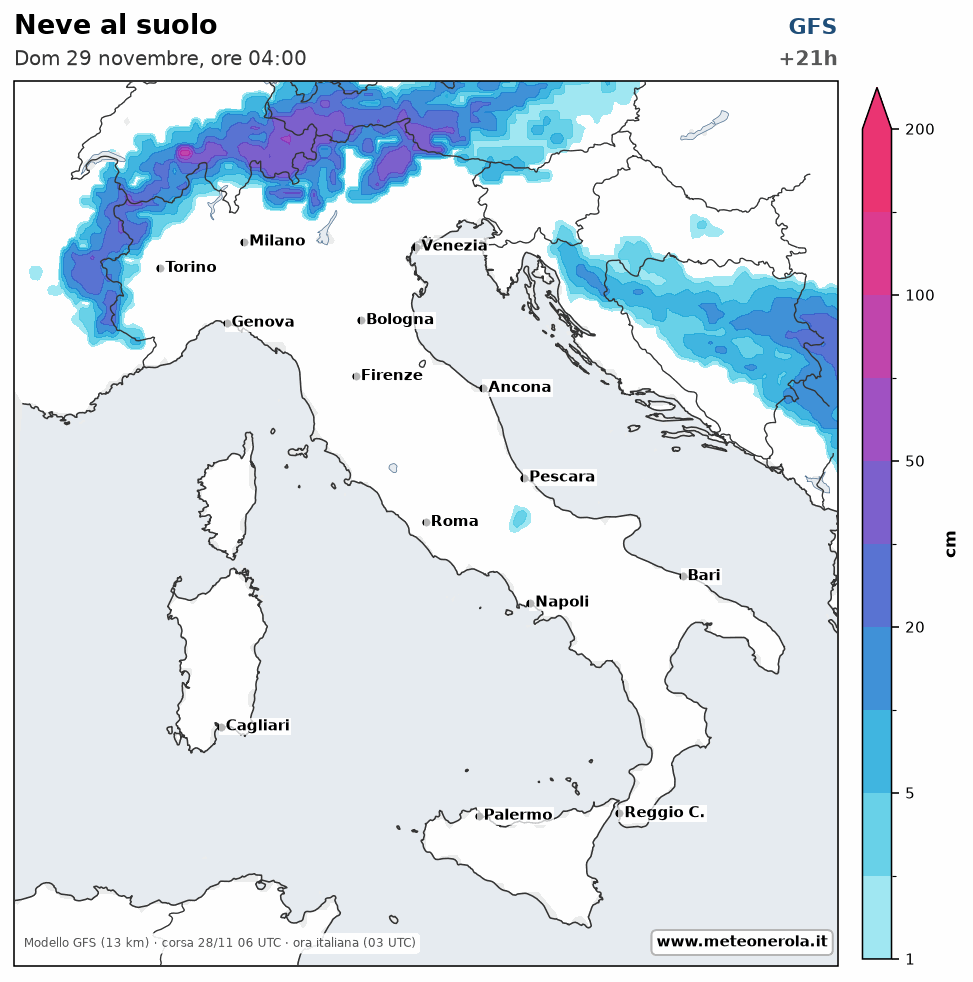 Neve al suolo
GFS
Dom 29 novembre, ore 04:00
+21h
Milano
Venezia
Torino
Genova
Bologna
Firenze
Ancona
Pescara
Roma
Bari
Napoli
Cagliari
Palermo
Reggio C.
200
100
50
20
5
1
cm
Modello GFS (13 km) · corsa 28/11 06 UTC · ora italiana (03 UTC)
www.meteonerola.it